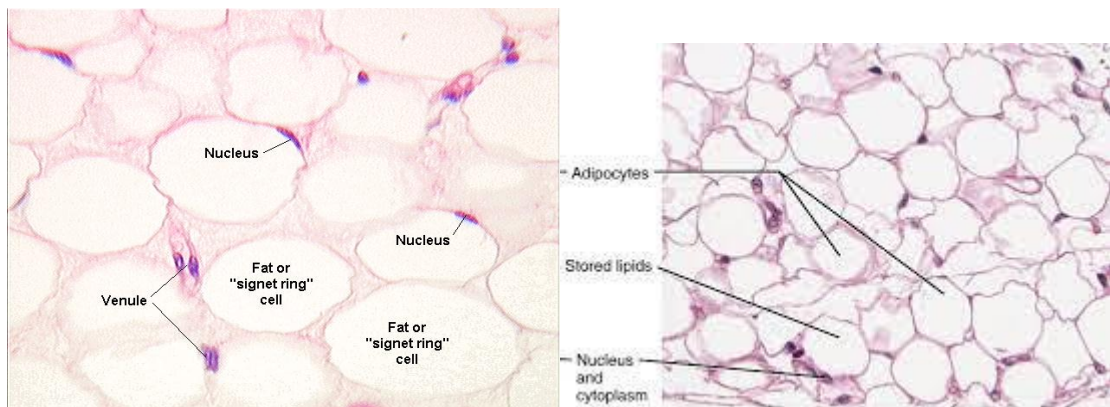 Nucleus
Nucleus
Venule
Fat or
"signet ring"
cell
Fat or
"signet ring"
cell
Adipocytes
Stored lipids
Nucleus
and
cytoplasm